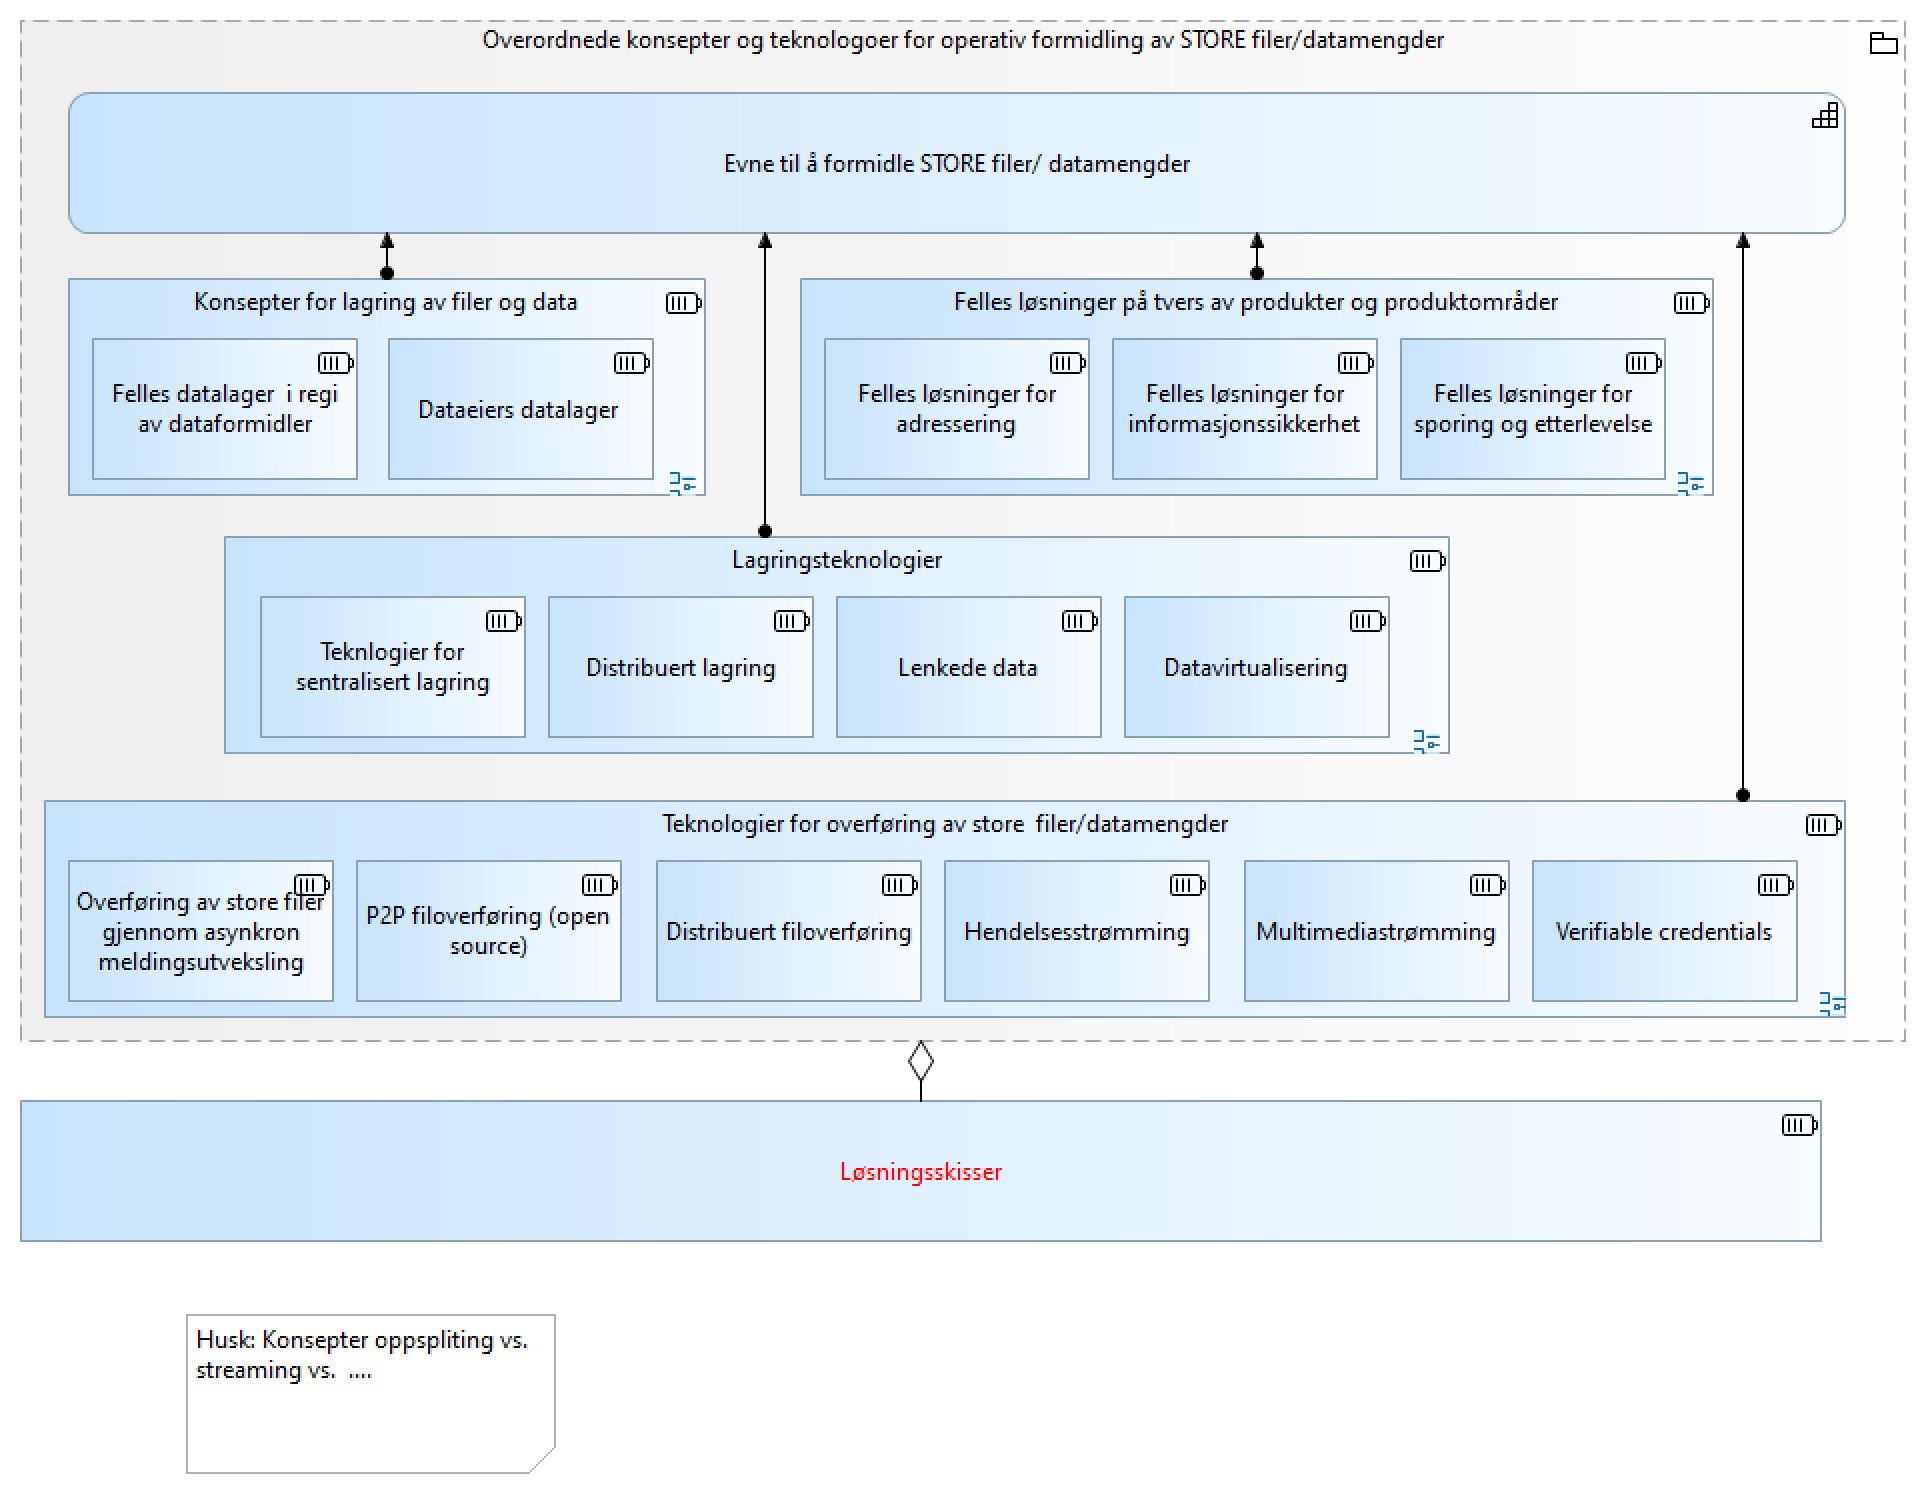 Overordnede konsepter og teknologoer for operativ formidling av STORE filer/datamengder
Evne til å formidle STORE filer/ datamengder
Konsepter for lagring av filer og data
Felles datalager  i regi
av dataformidler
Dataeiers datalager
Felles løsninger på tvers av produkter og produktområder
Felles løsninger for
adressering
Felles løsninger for
informasjonssikkerhet
Felles løsninger for
sporing og etterlevelse
Lagringsteknologier
Teknlogier for
sentralisert lagring
Distribuert lagring
Lenkede data
Datavirtualisering
Teknologier for overføring av store  filer/datamengder
Overføring av store filer
gjennom asynkron
meldingsutveksling
P2P filoverføring (open
source)
Distribuert filoverføring
Hendelsesstrømming
Multimediastrømming
Verifiable credentials
Løsningsskisser
Husk: Konsepter oppspliting vs.
streaming vs.  ....